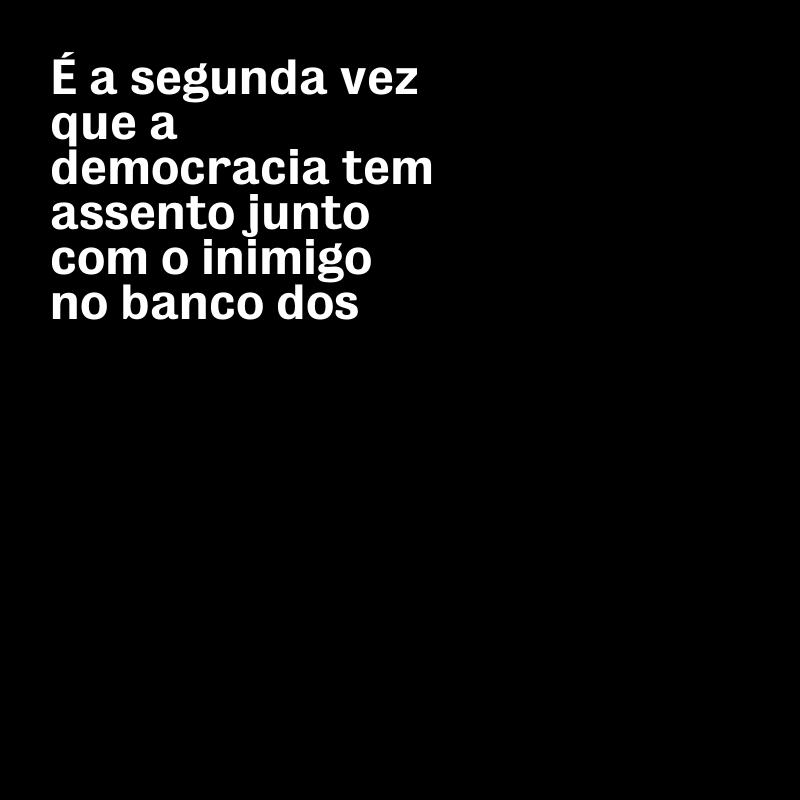 É a segunda vez
que a
democracia tem
assento junto
com o inimigo
no banco dos